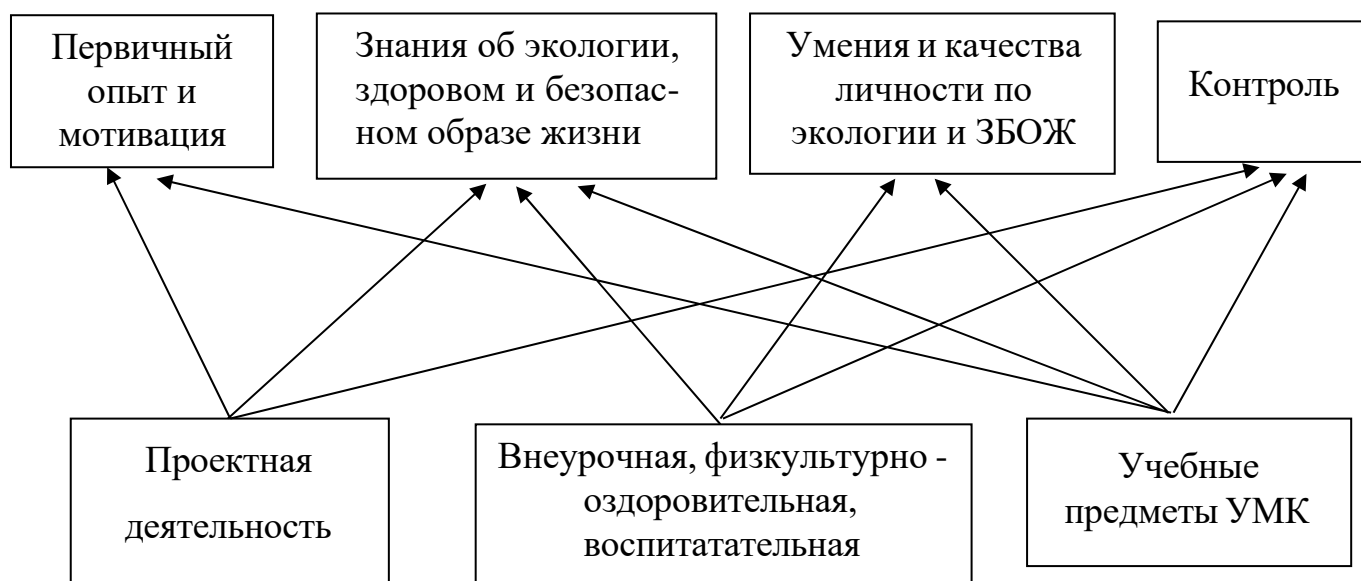 Первичный
опыт и
мотивация
Знания об экологии,
здоровом и безопас-
ном образе жизни
Умения и качества
личности по
экологии и ЗБОЖ
Контроль
Проектная
деятельность
Внеурочная, физкультурно -
оздоровительная,
воспитатательная
Учебные
предметы УМК